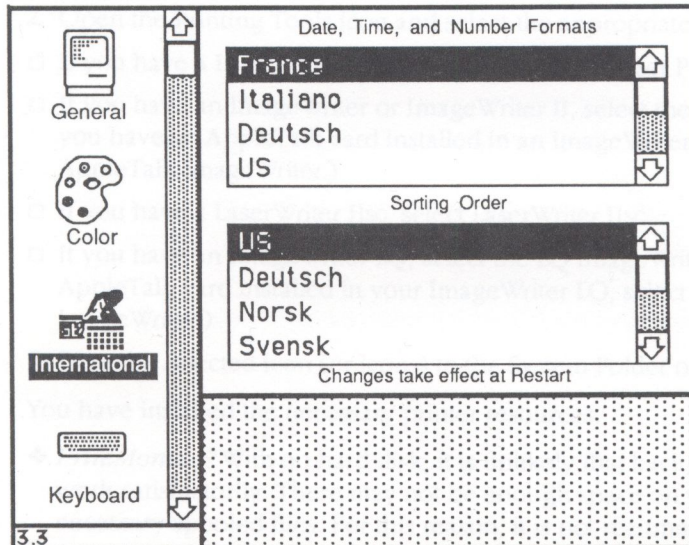 General
Color
International
Keyboard
3.3
Date, Time, and Number Formats
France
Italiano
Deutsch
US
Sorting Order
US
Deutsch
Norsk
Svensk
Changes take effect at Restart